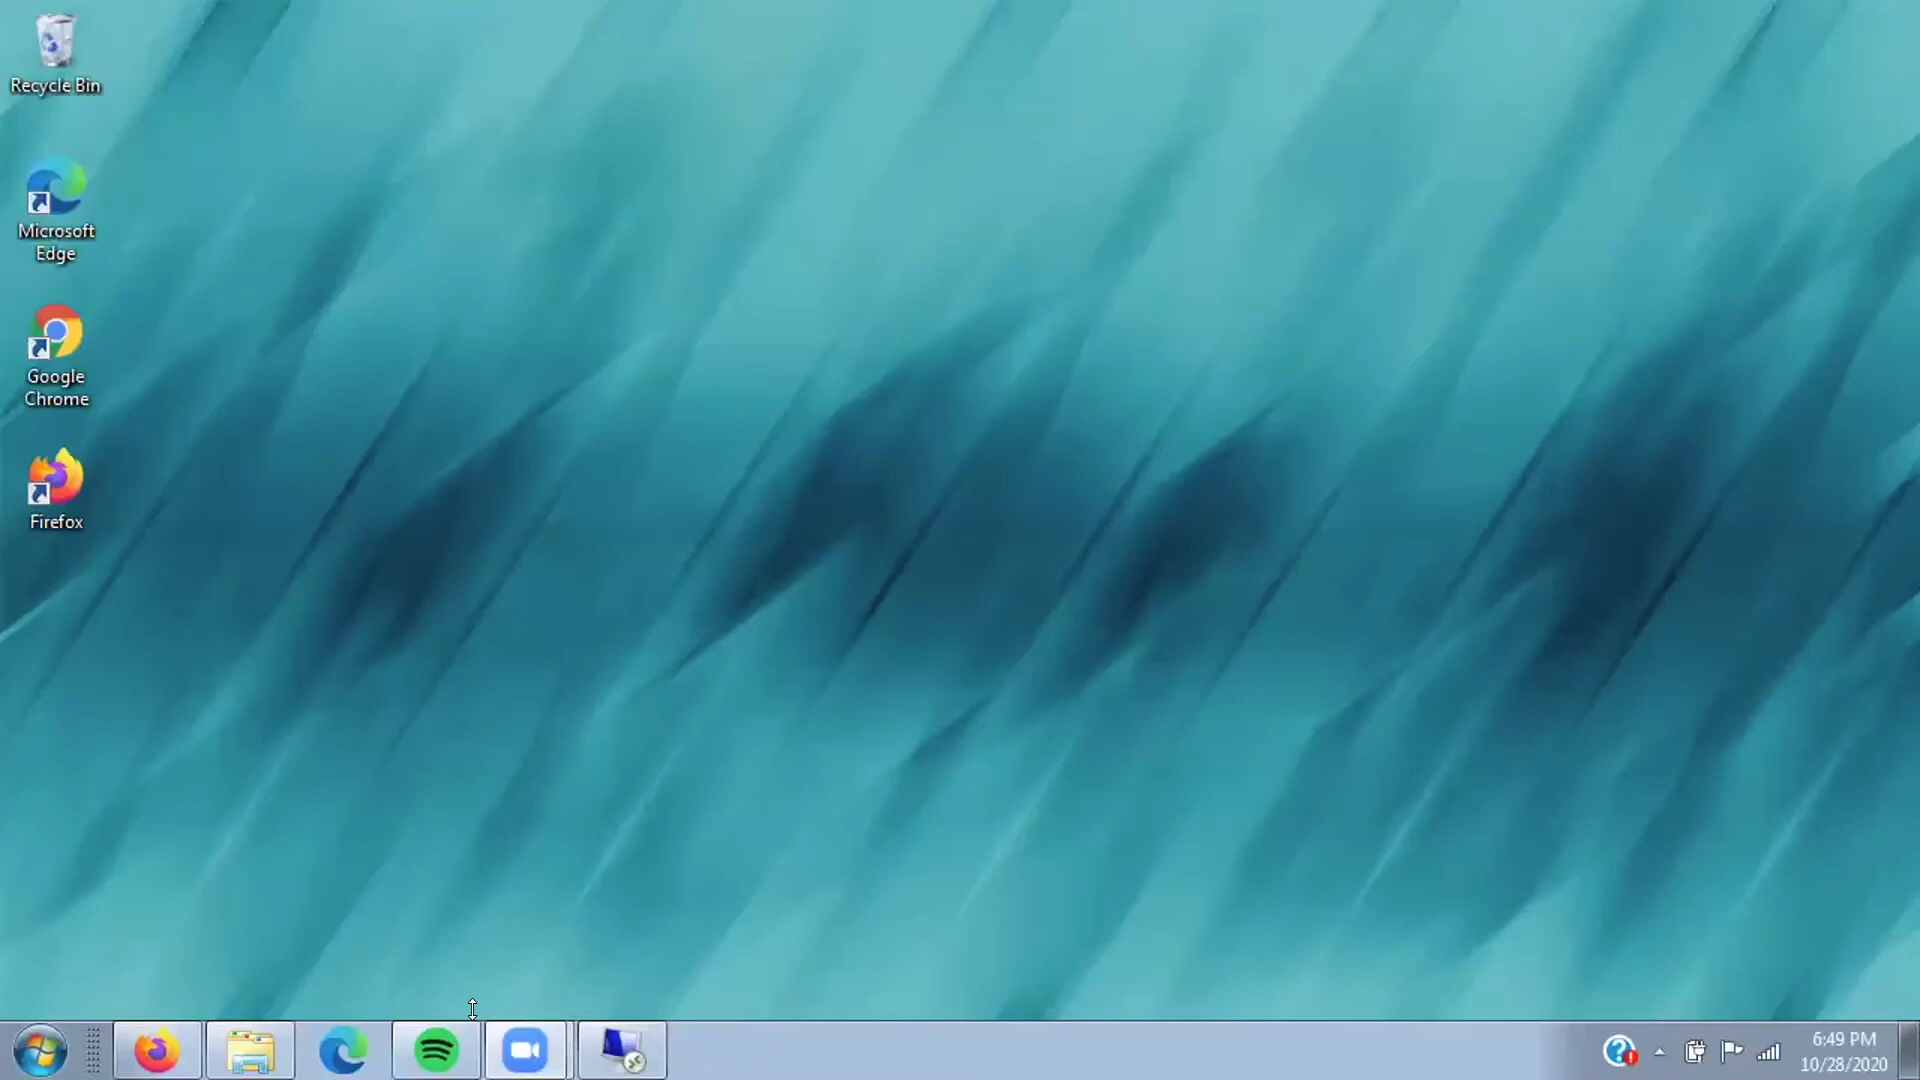 Recycle Bin
Microsoft
Edge
Google
Chrome
Firefox
6:49 PM
10/28/2020